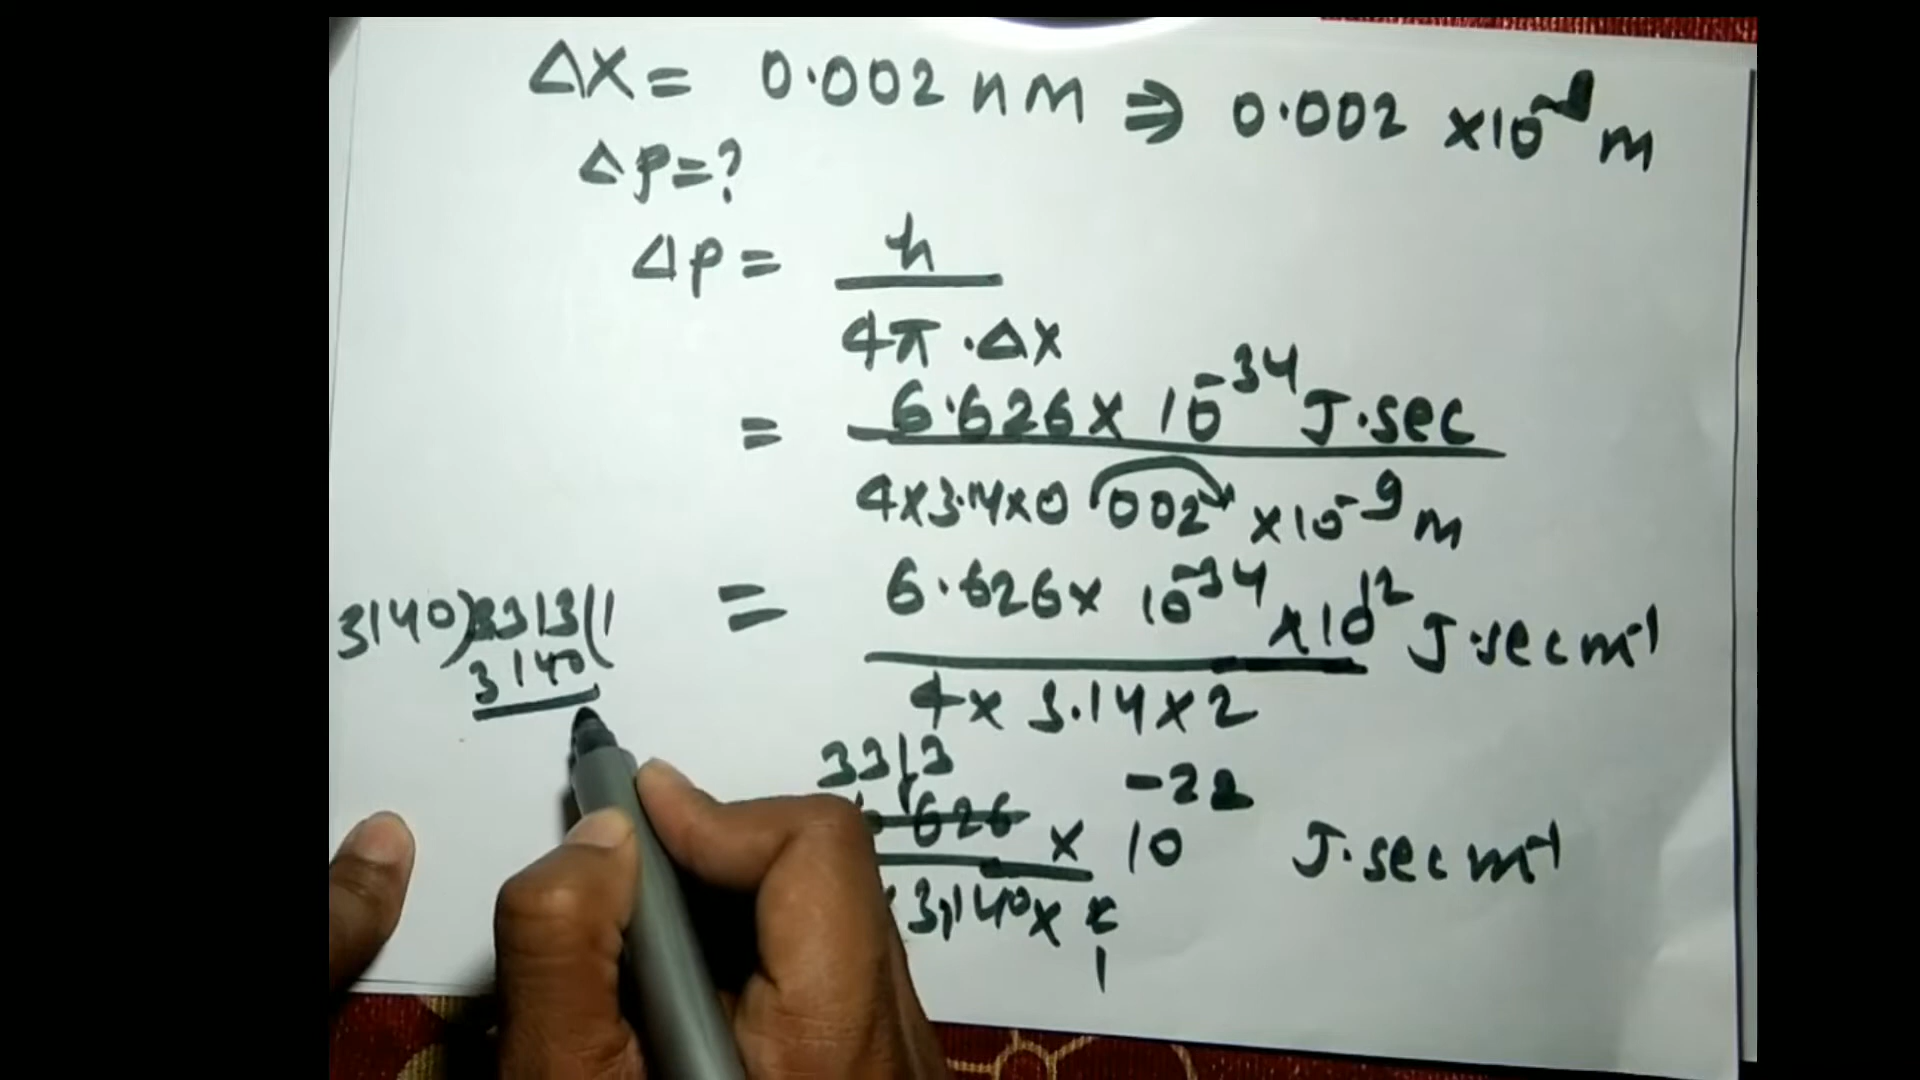 Δx = 0.002 nm ⇒ 0.002 ×10⁻⁹ m
Δp = ?
Δp = h
4π · Δx
= 6.626 × 10⁻³⁴ J·sec
4×3.14×0 002 ×10⁻⁹ m
= 6.626 × 10⁻³⁴ ×10¹² J·sec m⁻¹
4 × 3.14 × 2
3140)3313(1
3140
3313
626 × 10⁻²² J·sec m⁻¹
3.140 × 2
1